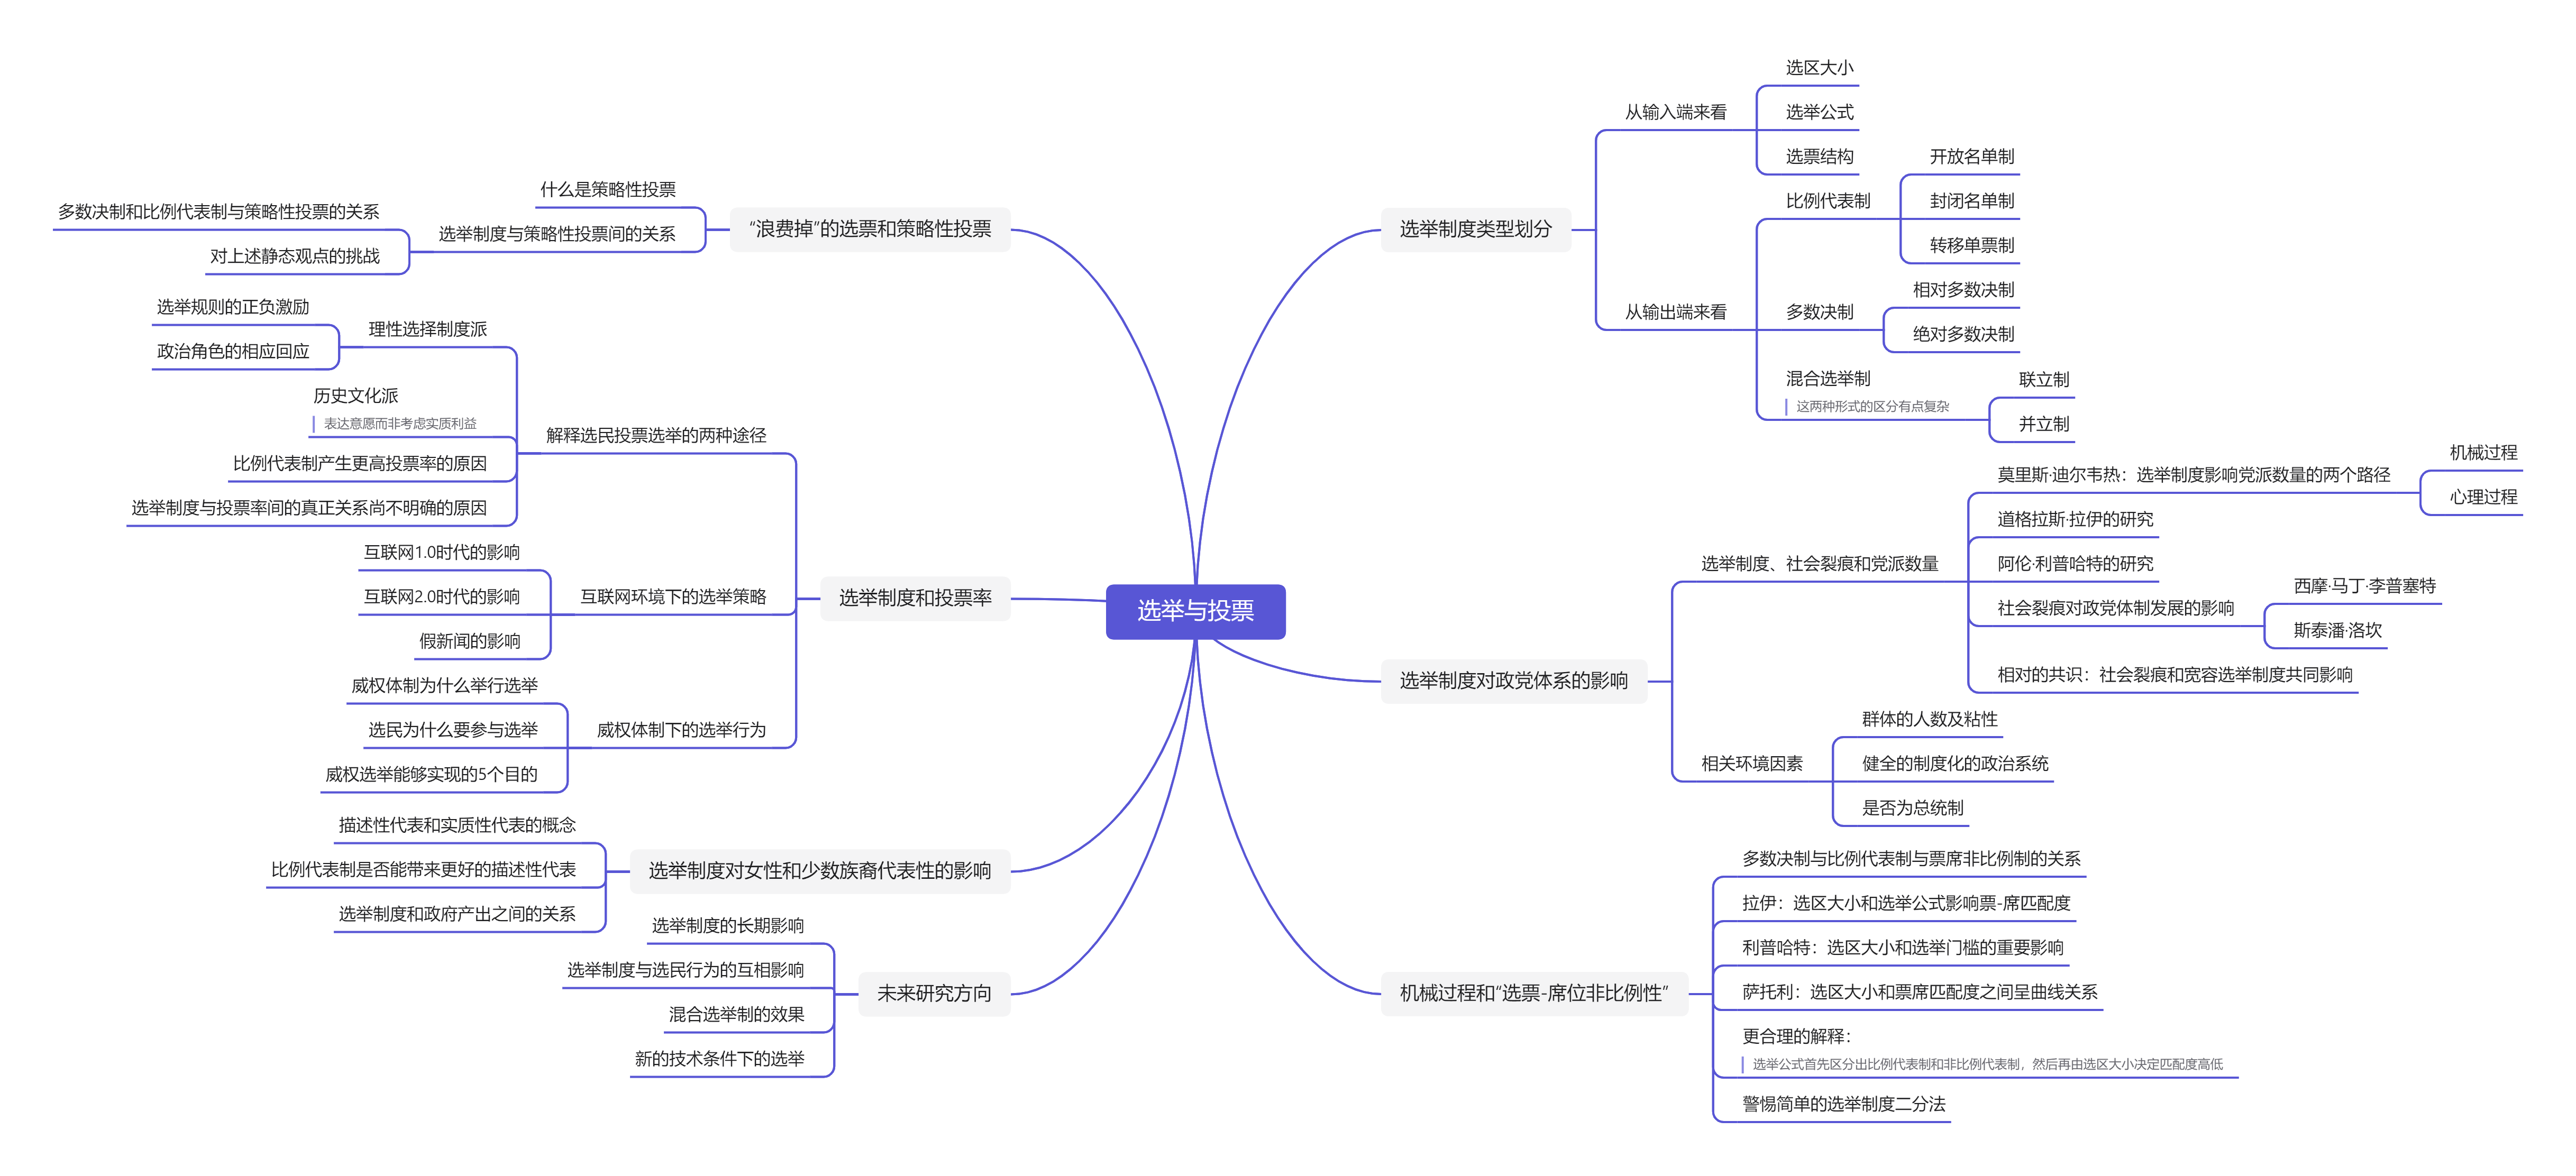 选举与投票
选举制度类型划分
从输入端来看
选区大小
选举公式
选票结构
从输出端来看
比例代表制
开放名单制
封闭名单制
转移单票制
多数决制
相对多数决制
绝对多数决制
混合选举制
这两种形式的区分有点复杂
联立制
并立制
选举制度对政党体系的影响
选举制度、社会裂痕和党派数量
莫里斯·迪尔韦热：选举制度影响党派数量的两个路径
机械过程
心理过程
道格拉斯·拉伊的研究
阿伦·利普哈特的研究
社会裂痕对政党体制发展的影响
西摩·马丁·李普塞特
斯泰潘·洛坎
相对的共识：社会裂痕和宽容选举制度共同影响
相关环境因素
群体的人数及粘性
健全的制度化的政治系统
是否为总统制
机械过程和“选票-席位非比例性”
多数决制与比例代表制与票席非比例制的关系
拉伊：选区大小和选举公式影响票-席匹配度
利普哈特：选区大小和选举门槛的重要影响
萨托利：选区大小和票席匹配度之间呈曲线关系
更合理的解释：
选举公式首先区分出比例代表制和非比例代表制，然后再由选区大小决定匹配度高低
警惕简单的选举制度二分法
“浪费掉”的选票和策略性投票
什么是策略性投票
选举制度与策略性投票间的关系
多数决制和比例代表制与策略性投票的关系
对上述静态观点的挑战
选举制度和投票率
解释选民投票选举的两种途径
理性选择制度派
选举规则的正负激励
政治角色的相应回应
历史文化派
表达意愿而非考虑实质利益
比例代表制产生更高投票率的原因
选举制度与投票率间的真正关系尚不明确的原因
互联网环境下的选举策略
互联网1.0时代的影响
互联网2.0时代的影响
假新闻的影响
威权体制下的选举行为
威权体制为什么举行选举
选民为什么要参与选举
威权选举能够实现的5个目的
选举制度对女性和少数族裔代表性的影响
描述性代表和实质性代表的概念
比例代表制是否能带来更好的描述性代表
选举制度和政府产出之间的关系
未来研究方向
选举制度的长期影响
选举制度与选民行为的互相影响
混合选举制的效果
新的技术条件下的选举